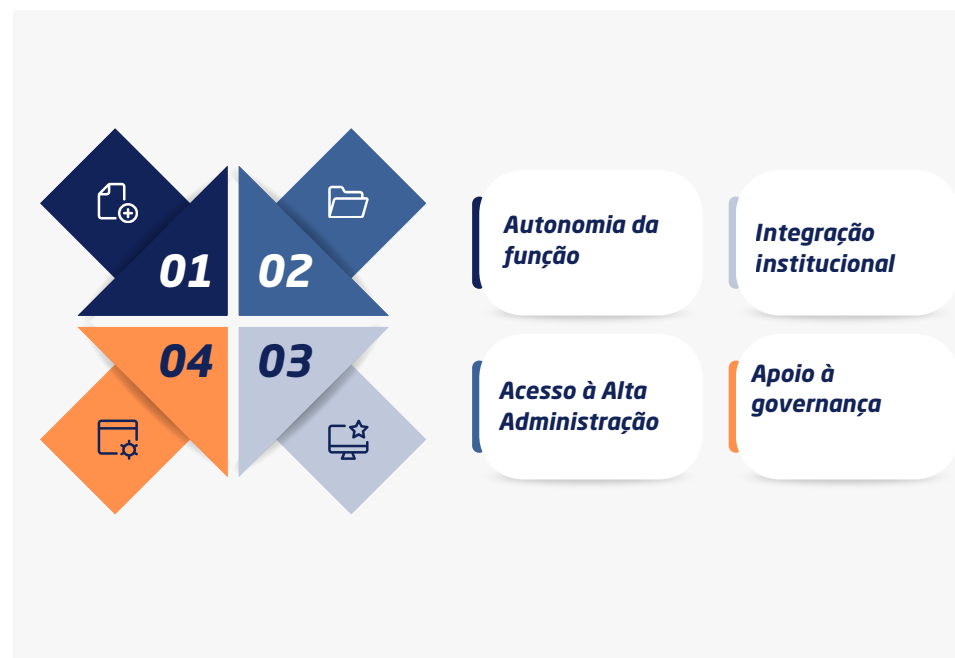 01
02
04
03
Autonomia da
função
Integração
institucional
Acesso à Alta
Administração
Apoio à
governança